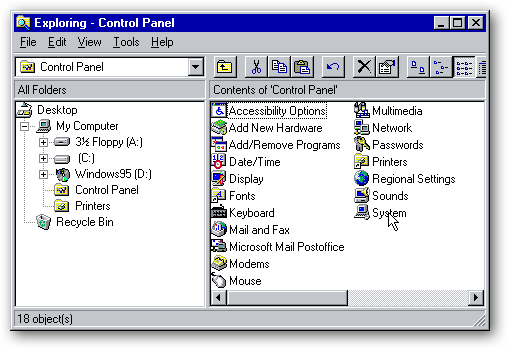 Exploring - Control Panel
File Edit View Tools Help
Control Panel
All Folders
Contents of 'Control Panel'
Desktop
My Computer
3½ Floppy (A:)
(C:)
Windows95 (D:)
Control Panel
Printers
Recycle Bin
Accessibility Options
Add New Hardware
Add/Remove Programs
Date/Time
Display
Fonts
Keyboard
Mail and Fax
Microsoft Mail Postoffice
Modems
Mouse
Multimedia
Network
Passwords
Printers
Regional Settings
Sounds
System
18 object(s)